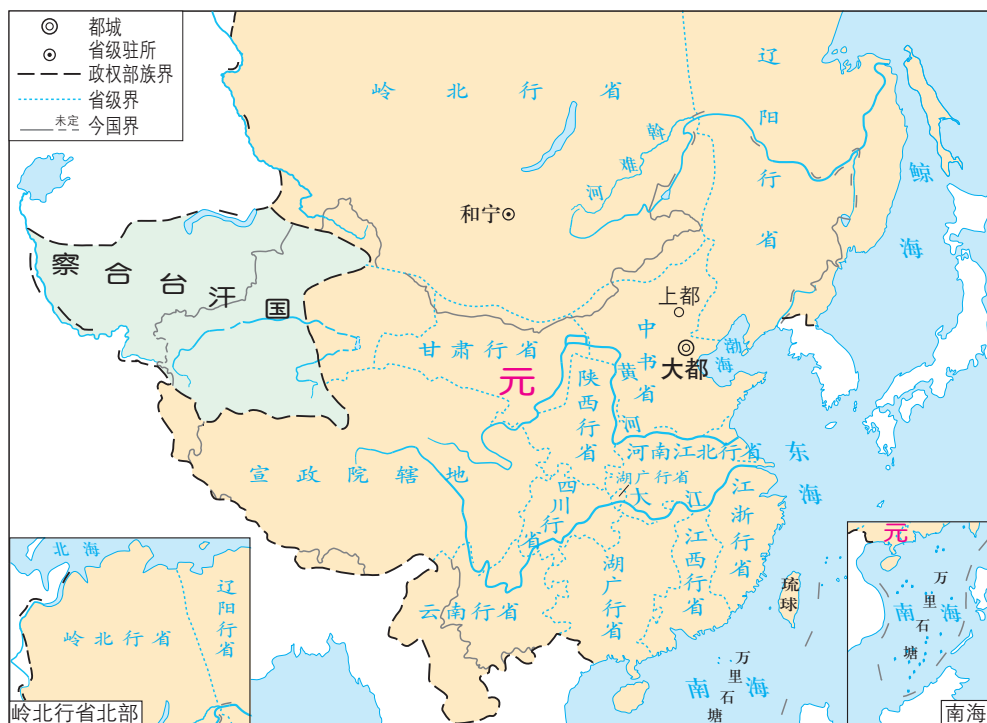 都城
省级驻所
政权部族界
省级界
未定 今国界
岭北行省
辽阳行省
斡难河
和宁
鲸海
察合台汗国
上都
中书省
大都
渤海
甘肃行省
元
陕西行省
黄河
宣政院辖地
河南江北行省
东海
湖广行省
四川行省
大江
江浙行省
江西行省
湖广行省
云南行省
琉球
万里石塘
南海
北海
岭北行省
辽阳行省
岭北行省北部
元
万里石塘
南海
南海